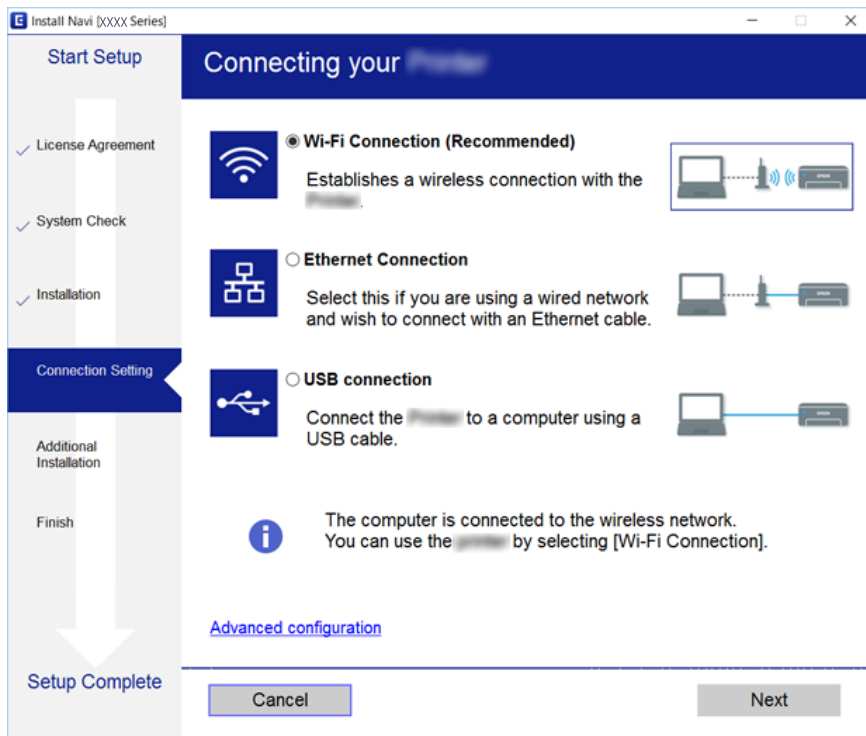 Install Navi [XXXX Series]
Start Setup
License Agreement
System Check
Installation
Connection Setting
Additional
Installation
Finish
Setup Complete
Connecting your
Wi-Fi Connection (Recommended)
Establishes a wireless connection with the
.
EPSON
Ethernet Connection
Select this if you are using a wired network
and wish to connect with an Ethernet cable.
USB connection
Connect the to a computer using a
USB cable.
The computer is connected to the wireless network.
You can use the by selecting [Wi-Fi Connection].
Advanced configuration
Cancel
Next